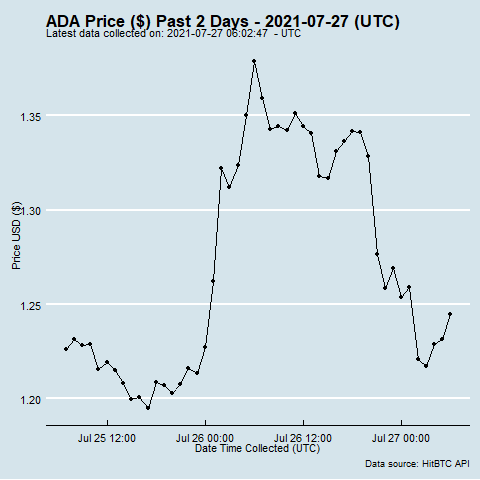 ADA Price ($) Past 2 Days - 2021-07-27 (UTC)
Latest data collected on: 2021-07-27 06:02:47 - UTC
1.35
1.30
1.25
1.20
Price USD ($)
Jul 25 12:00 Jul 26 00:00 Jul 26 12:00 Jul 27 00:00
Date Time Collected (UTC)
Data source: HitBTC API